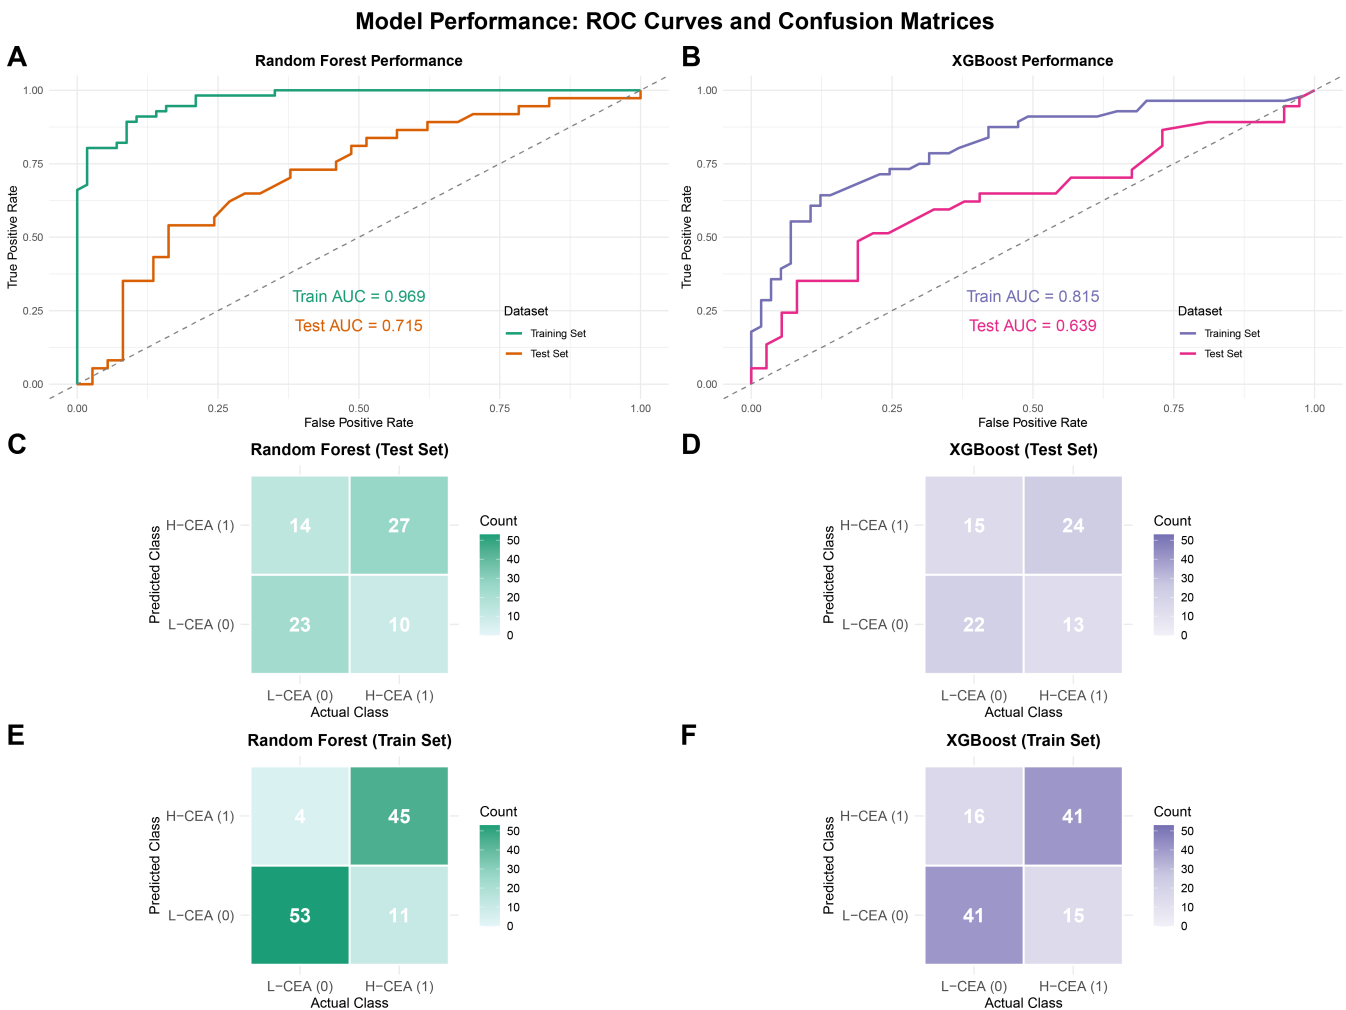 Model Performance: ROC Curves and Confusion Matrices
A
Random Forest Performance
True Positive Rate
1.00
0.75
0.50
0.25
0.00
Train AUC = 0.969
Test AUC = 0.715
Dataset
Training Set
Test Set
0.00 0.25 0.50 0.75 1.00
False Positive Rate
B
XGBoost Performance
True Positive Rate
1.00
0.75
0.50
0.25
0.00
Train AUC = 0.815
Test AUC = 0.639
Dataset
Training Set
Test Set
0.00 0.25 0.50 0.75 1.00
False Positive Rate
C
Random Forest (Test Set)
Predicted Class
H−CEA (1) 14 27
L−CEA (0) 23 10
L−CEA (0) H−CEA (1)
Actual Class
Count
50
40
30
20
10
0
D
XGBoost (Test Set)
Predicted Class
H−CEA (1) 15 24
L−CEA (0) 22 13
L−CEA (0) H−CEA (1)
Actual Class
Count
50
40
30
20
10
0
E
Random Forest (Train Set)
Predicted Class
H−CEA (1) 4 45
L−CEA (0) 53 11
L−CEA (0) H−CEA (1)
Actual Class
Count
50
40
30
20
10
0
F
XGBoost (Train Set)
Predicted Class
H−CEA (1) 16 41
L−CEA (0) 41 15
L−CEA (0) H−CEA (1)
Actual Class
Count
50
40
30
20
10
0